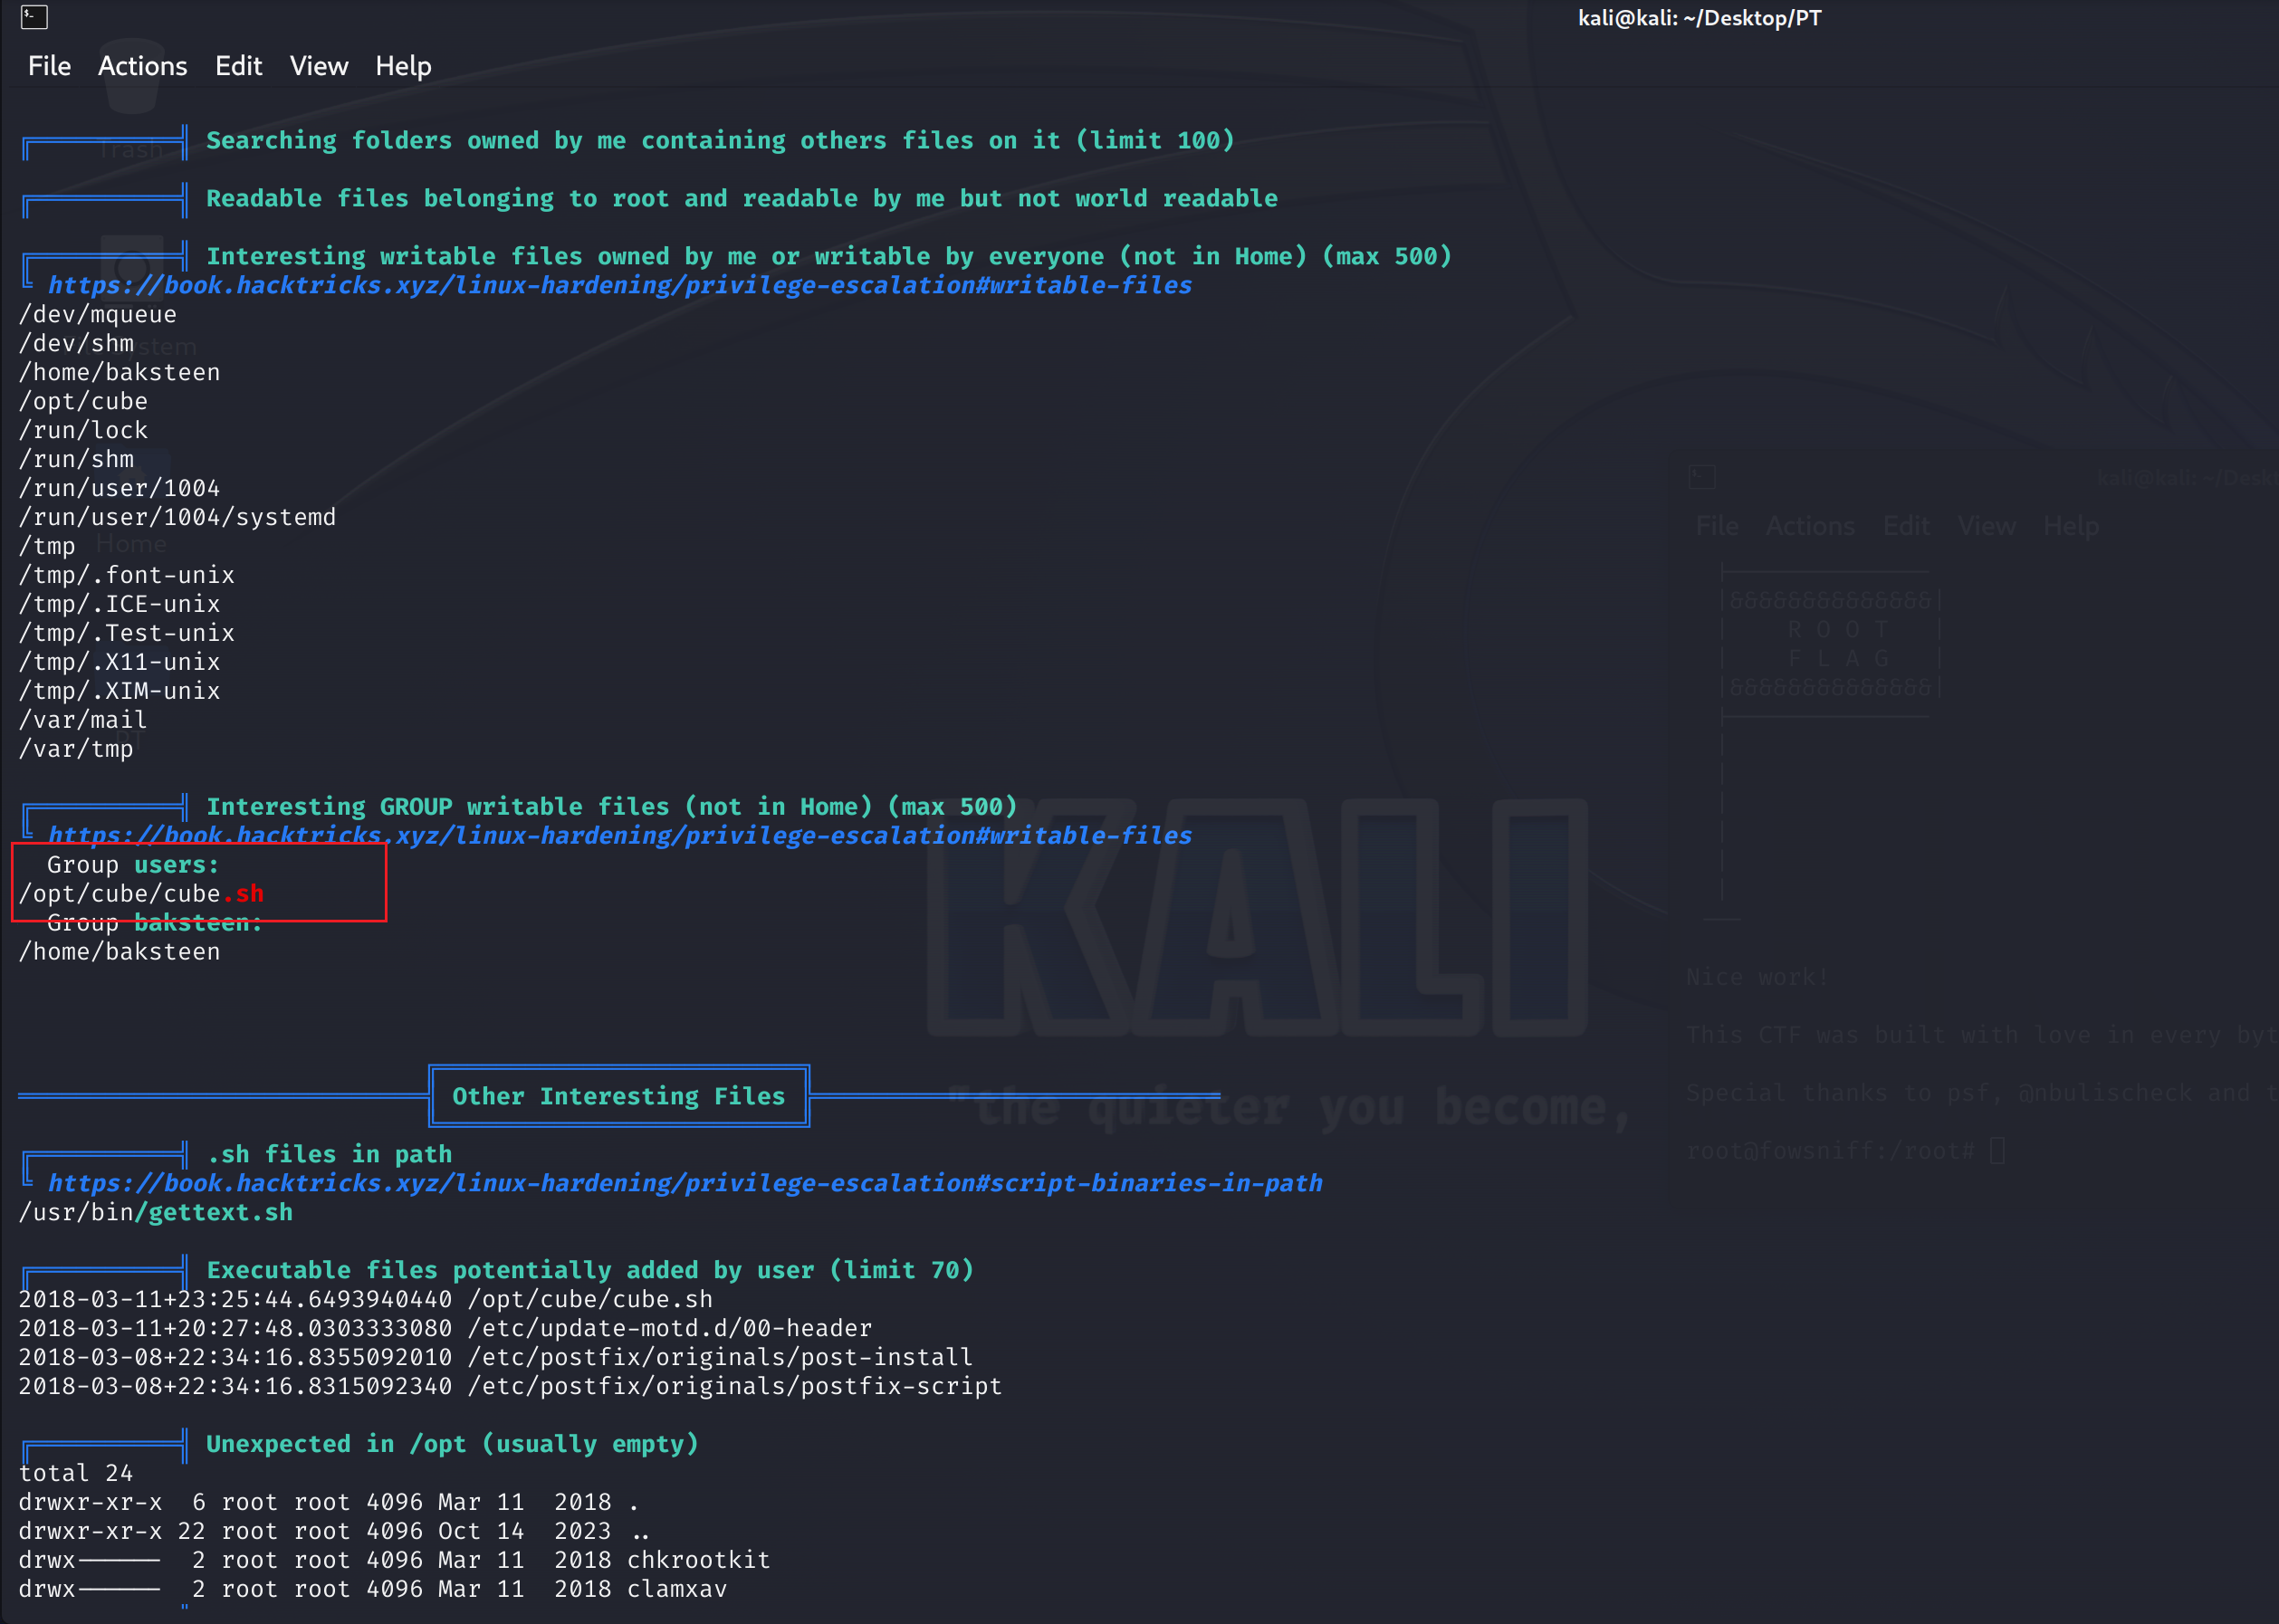 kali@kali: ~/Desktop/PT
File Actions Edit View Help
Trash
Searching folders owned by me containing others files on it (limit 100)
Readable files belonging to root and readable by me but not world readable
Interesting writable files owned by me or writable by everyone (not in Home) (max 500)
https://book.hacktricks.xyz/linux-hardening/privilege-escalation#writable-files
/dev/mqueue
/dev/shm
/home/baksteen
/opt/cube
/run/lock
/run/shm
/run/user/1004
/run/user/1004/systemd
/tmp
Home
/tmp/.font-unix
/tmp/.ICE-unix
/tmp/.Test-unix
/tmp/.X11-unix
/tmp/.XIM-unix
/var/mail
PT
/var/tmp
Interesting GROUP writable files (not in Home) (max 500)
https://book.hacktricks.xyz/linux-hardening/privilege-escalation#writable-files
Group users:
/opt/cube/cube.sh
Group baksteen:
/home/baksteen
Other Interesting Files
.sh files in path
https://book.hacktricks.xyz/linux-hardening/privilege-escalation#script-binaries-in-path
/usr/bin/gettext.sh
Executable files potentially added by user (limit 70)
2018-03-11+23:25:44.6493940440 /opt/cube/cube.sh
2018-03-11+20:27:48.0303333080 /etc/update-motd.d/00-header
2018-03-08+22:34:16.8355092010 /etc/postfix/originals/post-install
2018-03-08+22:34:16.8315092340 /etc/postfix/originals/postfix-script
Unexpected in /opt (usually empty)
total 24
drwxr-xr-x 6 root root 4096 Mar 11 2018 .
drwxr-xr-x 22 root root 4096 Oct 14 2023 ..
drwx------ 2 root root 4096 Mar 11 2018 chkrootkit
drwx------ 2 root root 4096 Mar 11 2018 clamxav
KALI
"the quieter you become,
kali@kali: ~/Desk
File Actions Edit View Help
|&&&&&&&&&&&&&&|
| R O O T |
| F L A G |
|&&&&&&&&&&&&&&|
Nice work!
This CTF was built with love in every byt
Special thanks to psf, @nbulischeck and t
root@fowsniff:/root#